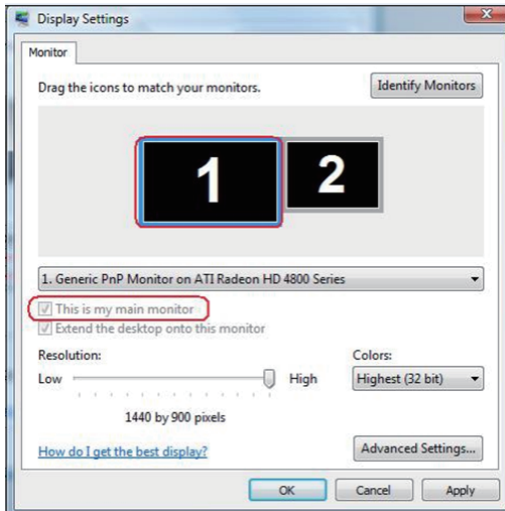 Display Settings
Monitor
Drag the icons to match your monitors.
Identify Monitors
1
2
1. Generic PnP Monitor on ATI Radeon HD 4800 Series
This is my main monitor
Extend the desktop onto this monitor
Resolution:
Colors:
Low
High
Highest (32 bit)
1440 by 900 pixels
How do I get the best display?
Advanced Settings...
OK
Cancel
Apply